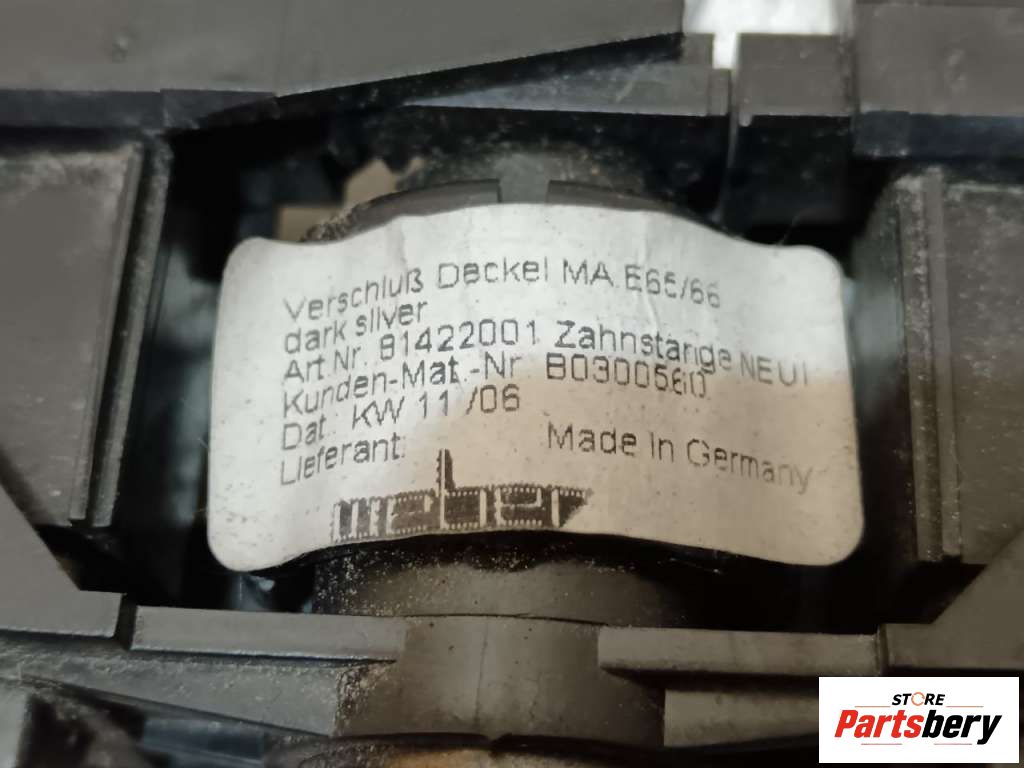 Verschluß Deckel MA E65/66
dark silver
Art Nr. 81422001 Zahnstange NEU!
Kunden-Mat.-Nr. B0300560
Dat. KW 11 /06
Lieferant: Made in Germany
weber
STORE
Partsbery